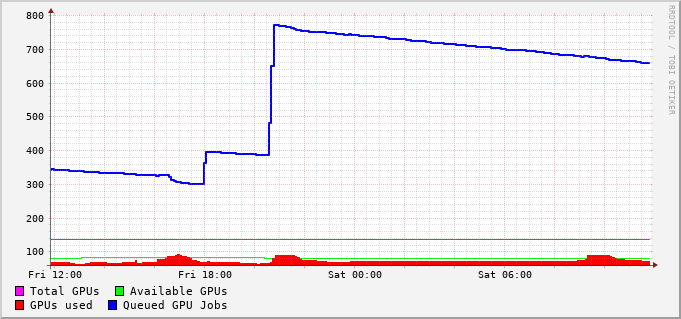 800
700
600
500
400
300
200
100
Fri 12:00 Fri 18:00 Sat 00:00 Sat 06:00
Total GPUs Available GPUs
GPUs used Queued GPU Jobs
RRDTOOL / TOBI OETIKER